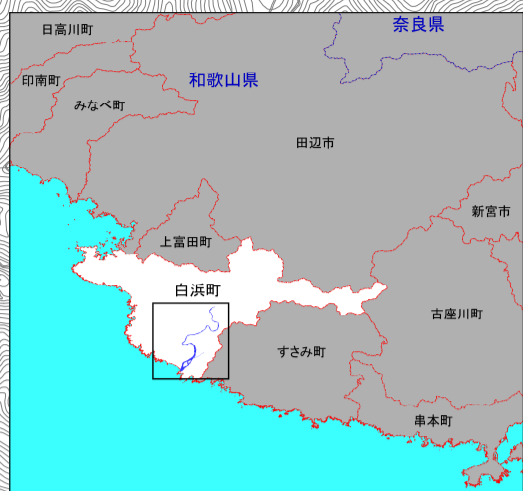 日高川町
奈良県
印南町
和歌山県
みなべ町
田辺市
新宮市
上富田町
白浜町
古座川町
すさみ町
串本町